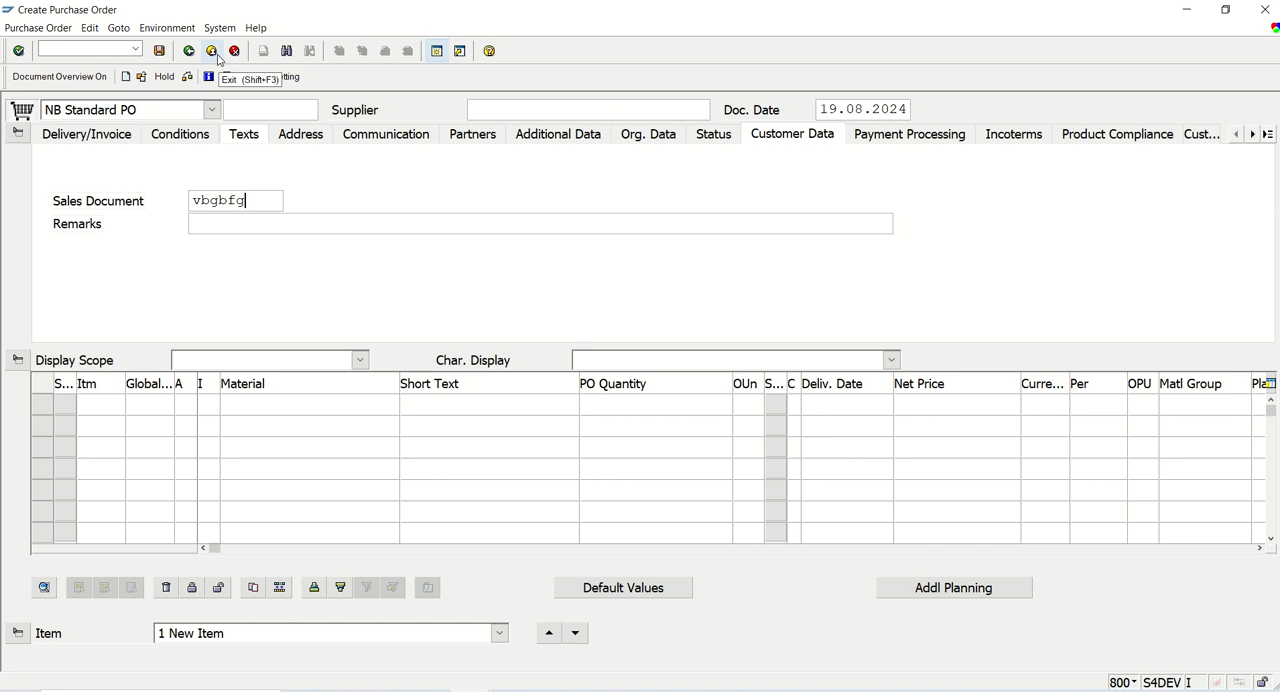 Create Purchase Order
Purchase Order Edit Goto Environment System Help
Document Overview On Hold
Exit (Shift+F3)
NB Standard PO Supplier Doc. Date 19.08.2024
Delivery/Invoice Conditions Texts Address Communication Partners Additional Data Org. Data Status Customer Data Payment Processing Incoterms Product Compliance Cust...
Sales Document vbgbfg
Remarks
Display Scope Char. Display
S... Itm Global... A I Material Short Text PO Quantity OUn S... C Deliv. Date Net Price Curre... Per OPU Matl Group
Default Values Addl Planning
Item 1 New Item
800 S4DEV I